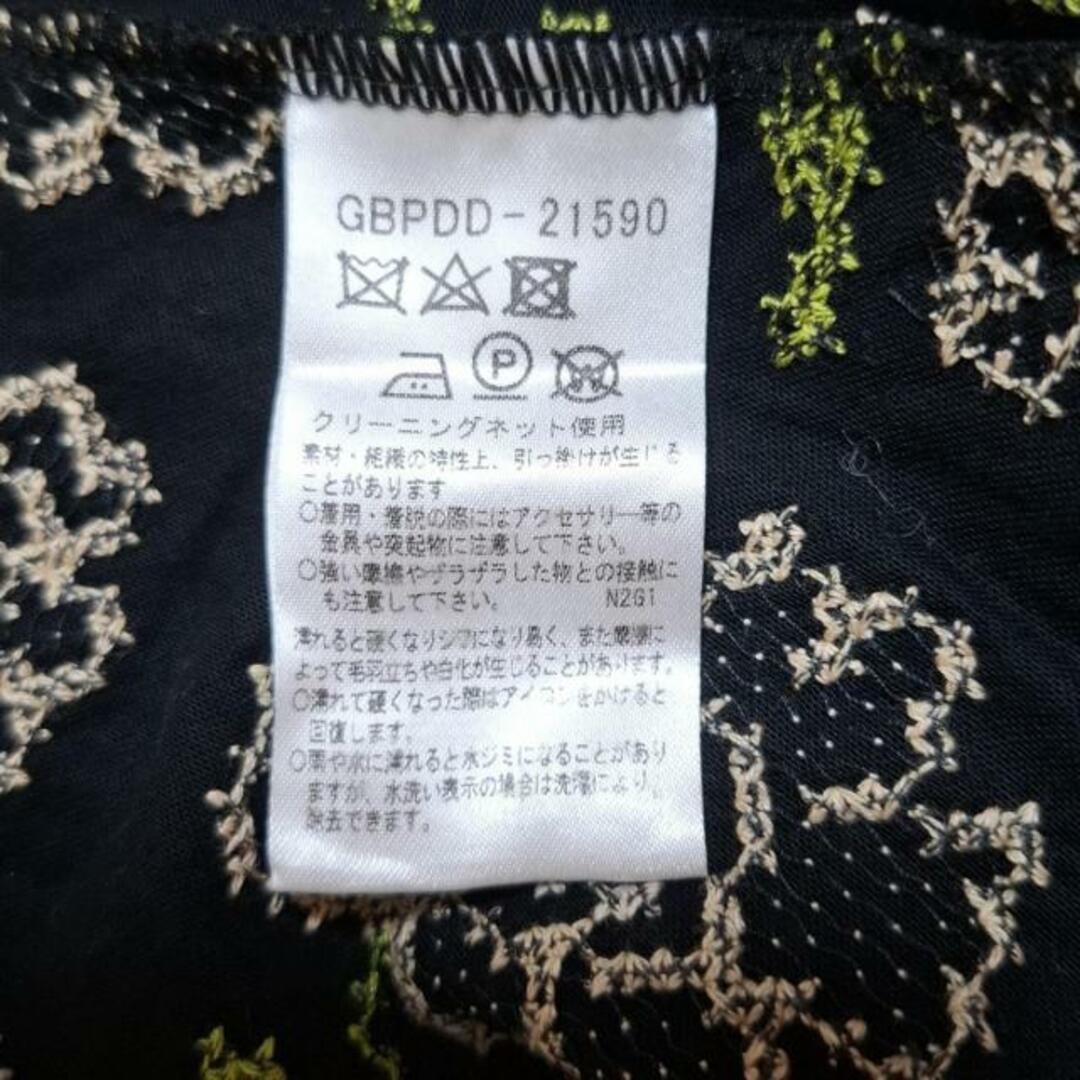 GBPDD-21590
P
W
クリーニングネット使用
素材・組織の特性上、引っ掛けが生じる
ことがあります
○着用・着脱の際にはアクセサリー等の
金具や突起物に注意して下さい。
○強い摩擦やザラザラした物との接触に
も注意して下さい。 N2G1
濡れると硬くなりシワになり易く、また摩擦に
よって毛羽立ちや白化が生じることがあります。
○濡れて硬くなった際はアイロンをかけると
回復します。
○雨や水に濡れると水ジミになることがあり
ますが、水洗い表示の場合は洗濯により、
除去できます。